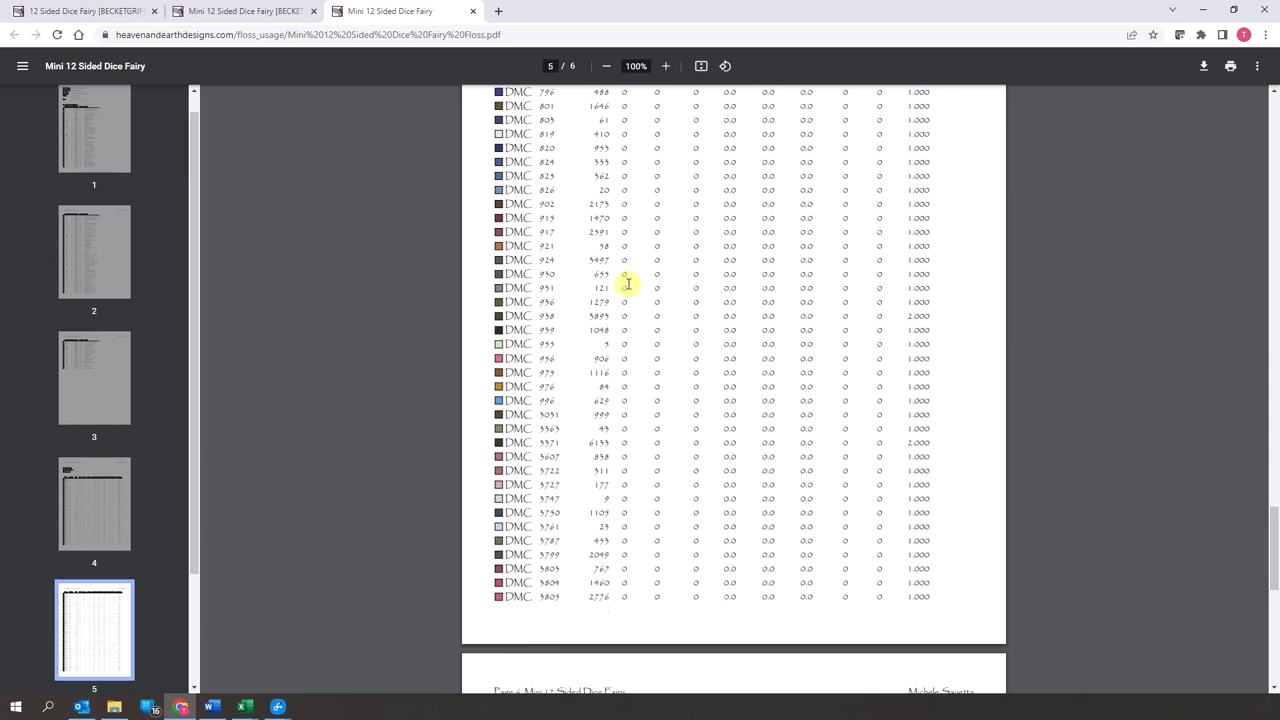 12 Sided Dice Fairy [BECKETGRIF
Mini 12 Sided Dice Fairy [BECKET
Mini 12 Sided Dice Fairy
heavenandearthdesigns.com/floss_usage/Mini%2012%20Sided%20Dice%20Fairy%20Floss.pdf
T
Mini 12 Sided Dice Fairy
5 / 6
100%
1
2
3
4
5
DMC 796 488 0 0 0 0.0 0.0 0.0 0 0 1.000
DMC 801 1646 0 0 0 0.0 0.0 0.0 0 0 1.000
DMC 803 61 0 0 0 0.0 0.0 0.0 0 0 1.000
DMC 819 410 0 0 0 0.0 0.0 0.0 0 0 1.000
DMC 820 953 0 0 0 0.0 0.0 0.0 0 0 1.000
DMC 824 333 0 0 0 0.0 0.0 0.0 0 0 1.000
DMC 825 362 0 0 0 0.0 0.0 0.0 0 0 1.000
DMC 826 20 0 0 0 0.0 0.0 0.0 0 0 1.000
DMC 902 2173 0 0 0 0.0 0.0 0.0 0 0 1.000
DMC 915 1470 0 0 0 0.0 0.0 0.0 0 0 1.000
DMC 917 2591 0 0 0 0.0 0.0 0.0 0 0 1.000
DMC 921 58 0 0 0 0.0 0.0 0.0 0 0 1.000
DMC 924 3497 0 0 0 0.0 0.0 0.0 0 0 1.000
DMC 930 655 0 0 0 0.0 0.0 0.0 0 0 1.000
DMC 931 121 0 0 0 0.0 0.0 0.0 0 0 1.000
DMC 936 1279 0 0 0 0.0 0.0 0.0 0 0 1.000
DMC 938 3893 0 0 0 0.0 0.0 0.0 0 0 2.000
DMC 939 1048 0 0 0 0.0 0.0 0.0 0 0 1.000
DMC 955 5 0 0 0 0.0 0.0 0.0 0 0 1.000
DMC 956 906 0 0 0 0.0 0.0 0.0 0 0 1.000
DMC 975 1116 0 0 0 0.0 0.0 0.0 0 0 1.000
DMC 976 84 0 0 0 0.0 0.0 0.0 0 0 1.000
DMC 996 629 0 0 0 0.0 0.0 0.0 0 0 1.000
DMC 3031 999 0 0 0 0.0 0.0 0.0 0 0 1.000
DMC 3363 43 0 0 0 0.0 0.0 0.0 0 0 1.000
DMC 3371 6133 0 0 0 0.0 0.0 0.0 0 0 2.000
DMC 3607 838 0 0 0 0.0 0.0 0.0 0 0 1.000
DMC 3722 311 0 0 0 0.0 0.0 0.0 0 0 1.000
DMC 3727 177 0 0 0 0.0 0.0 0.0 0 0 1.000
DMC 3747 9 0 0 0 0.0 0.0 0.0 0 0 1.000
DMC 3750 1105 0 0 0 0.0 0.0 0.0 0 0 1.000
DMC 3761 23 0 0 0 0.0 0.0 0.0 0 0 1.000
DMC 3787 453 0 0 0 0.0 0.0 0.0 0 0 1.000
DMC 3799 2049 0 0 0 0.0 0.0 0.0 0 0 1.000
DMC 3803 767 0 0 0 0.0 0.0 0.0 0 0 1.000
DMC 3804 1460 0 0 0 0.0 0.0 0.0 0 0 1.000
DMC 3805 2776 0 0 0 0.0 0.0 0.0 0 0 1.000
Page 6 Mini 12 Sided Dice Fairy Michele Sayetta
16